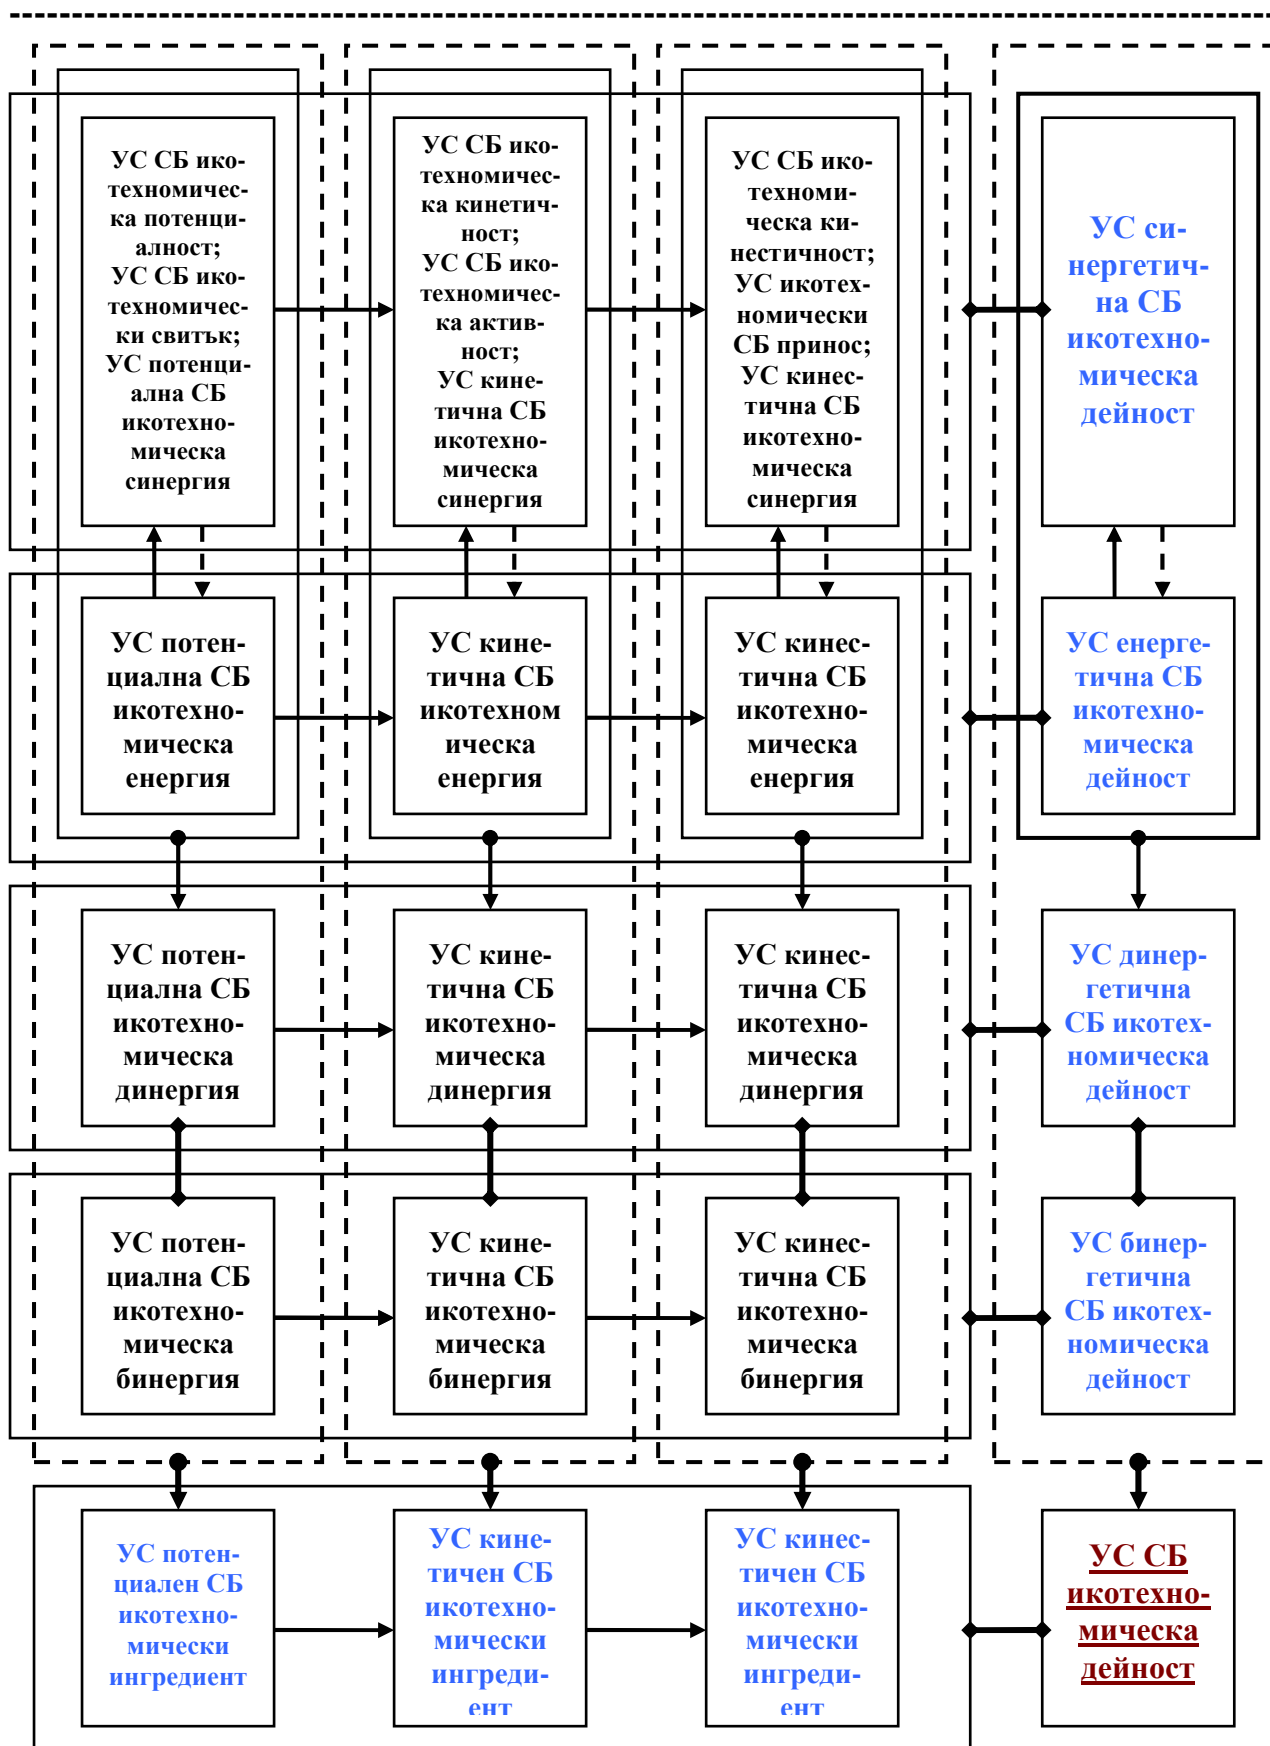 УС СБ ико-
техномичес-
ка потенци-
алност;
УС СБ ико-
техномичес-
ки свитък;
УС потенци-
ална СБ
икотехно-
мическа
синергия
УС СБ ико-
техномичес-
ка кинетич-
ност;
УС СБ ико-
техномичес-
ка актив-
ност;
УС кине-
тична СБ
икотехно-
мическа
синергия
УС СБ ико-
техноми-
ческа ки-
нестичност;
УС икотех-
номически
СБ принос;
УС кинес-
тична СБ
икотехно-
мическа
синергия
УС си-
нергетич-
на СБ
икотехно-
мическа
дейност
УС потен-
циална СБ
икотехно-
мическа
енергия
УС кине-
тична СБ
икотехном
ическа
енергия
УС кинес-
тична СБ
икотехно-
мическа
енергия
УС енерге-
тична СБ
икотехно-
мическа
дейност
УС потен-
циална СБ
икотехно-
мическа
динергия
УС кине-
тична СБ
икотехно-
мическа
динергия
УС кинес-
тична СБ
икотехно-
мическа
динергия
УС динер-
гетична
СБ икотех-
номическа
дейност
УС потен-
циална СБ
икотехно-
мическа
бинергия
УС кине-
тична СБ
икотехно-
мическа
бинергия
УС кинес-
тична СБ
икотехно-
мическа
бинергия
УС бинер-
гетична
СБ икотех-
номическа
дейност
УС потен-
циален СБ
икотехно-
мически
ингредиент
УС кине-
тичен СБ
икотехно-
мически
ингреди-
ент
УС кинес-
тичен СБ
икотехно-
мически
ингреди-
ент
УС СБ
икотехно-
мическа
дейност